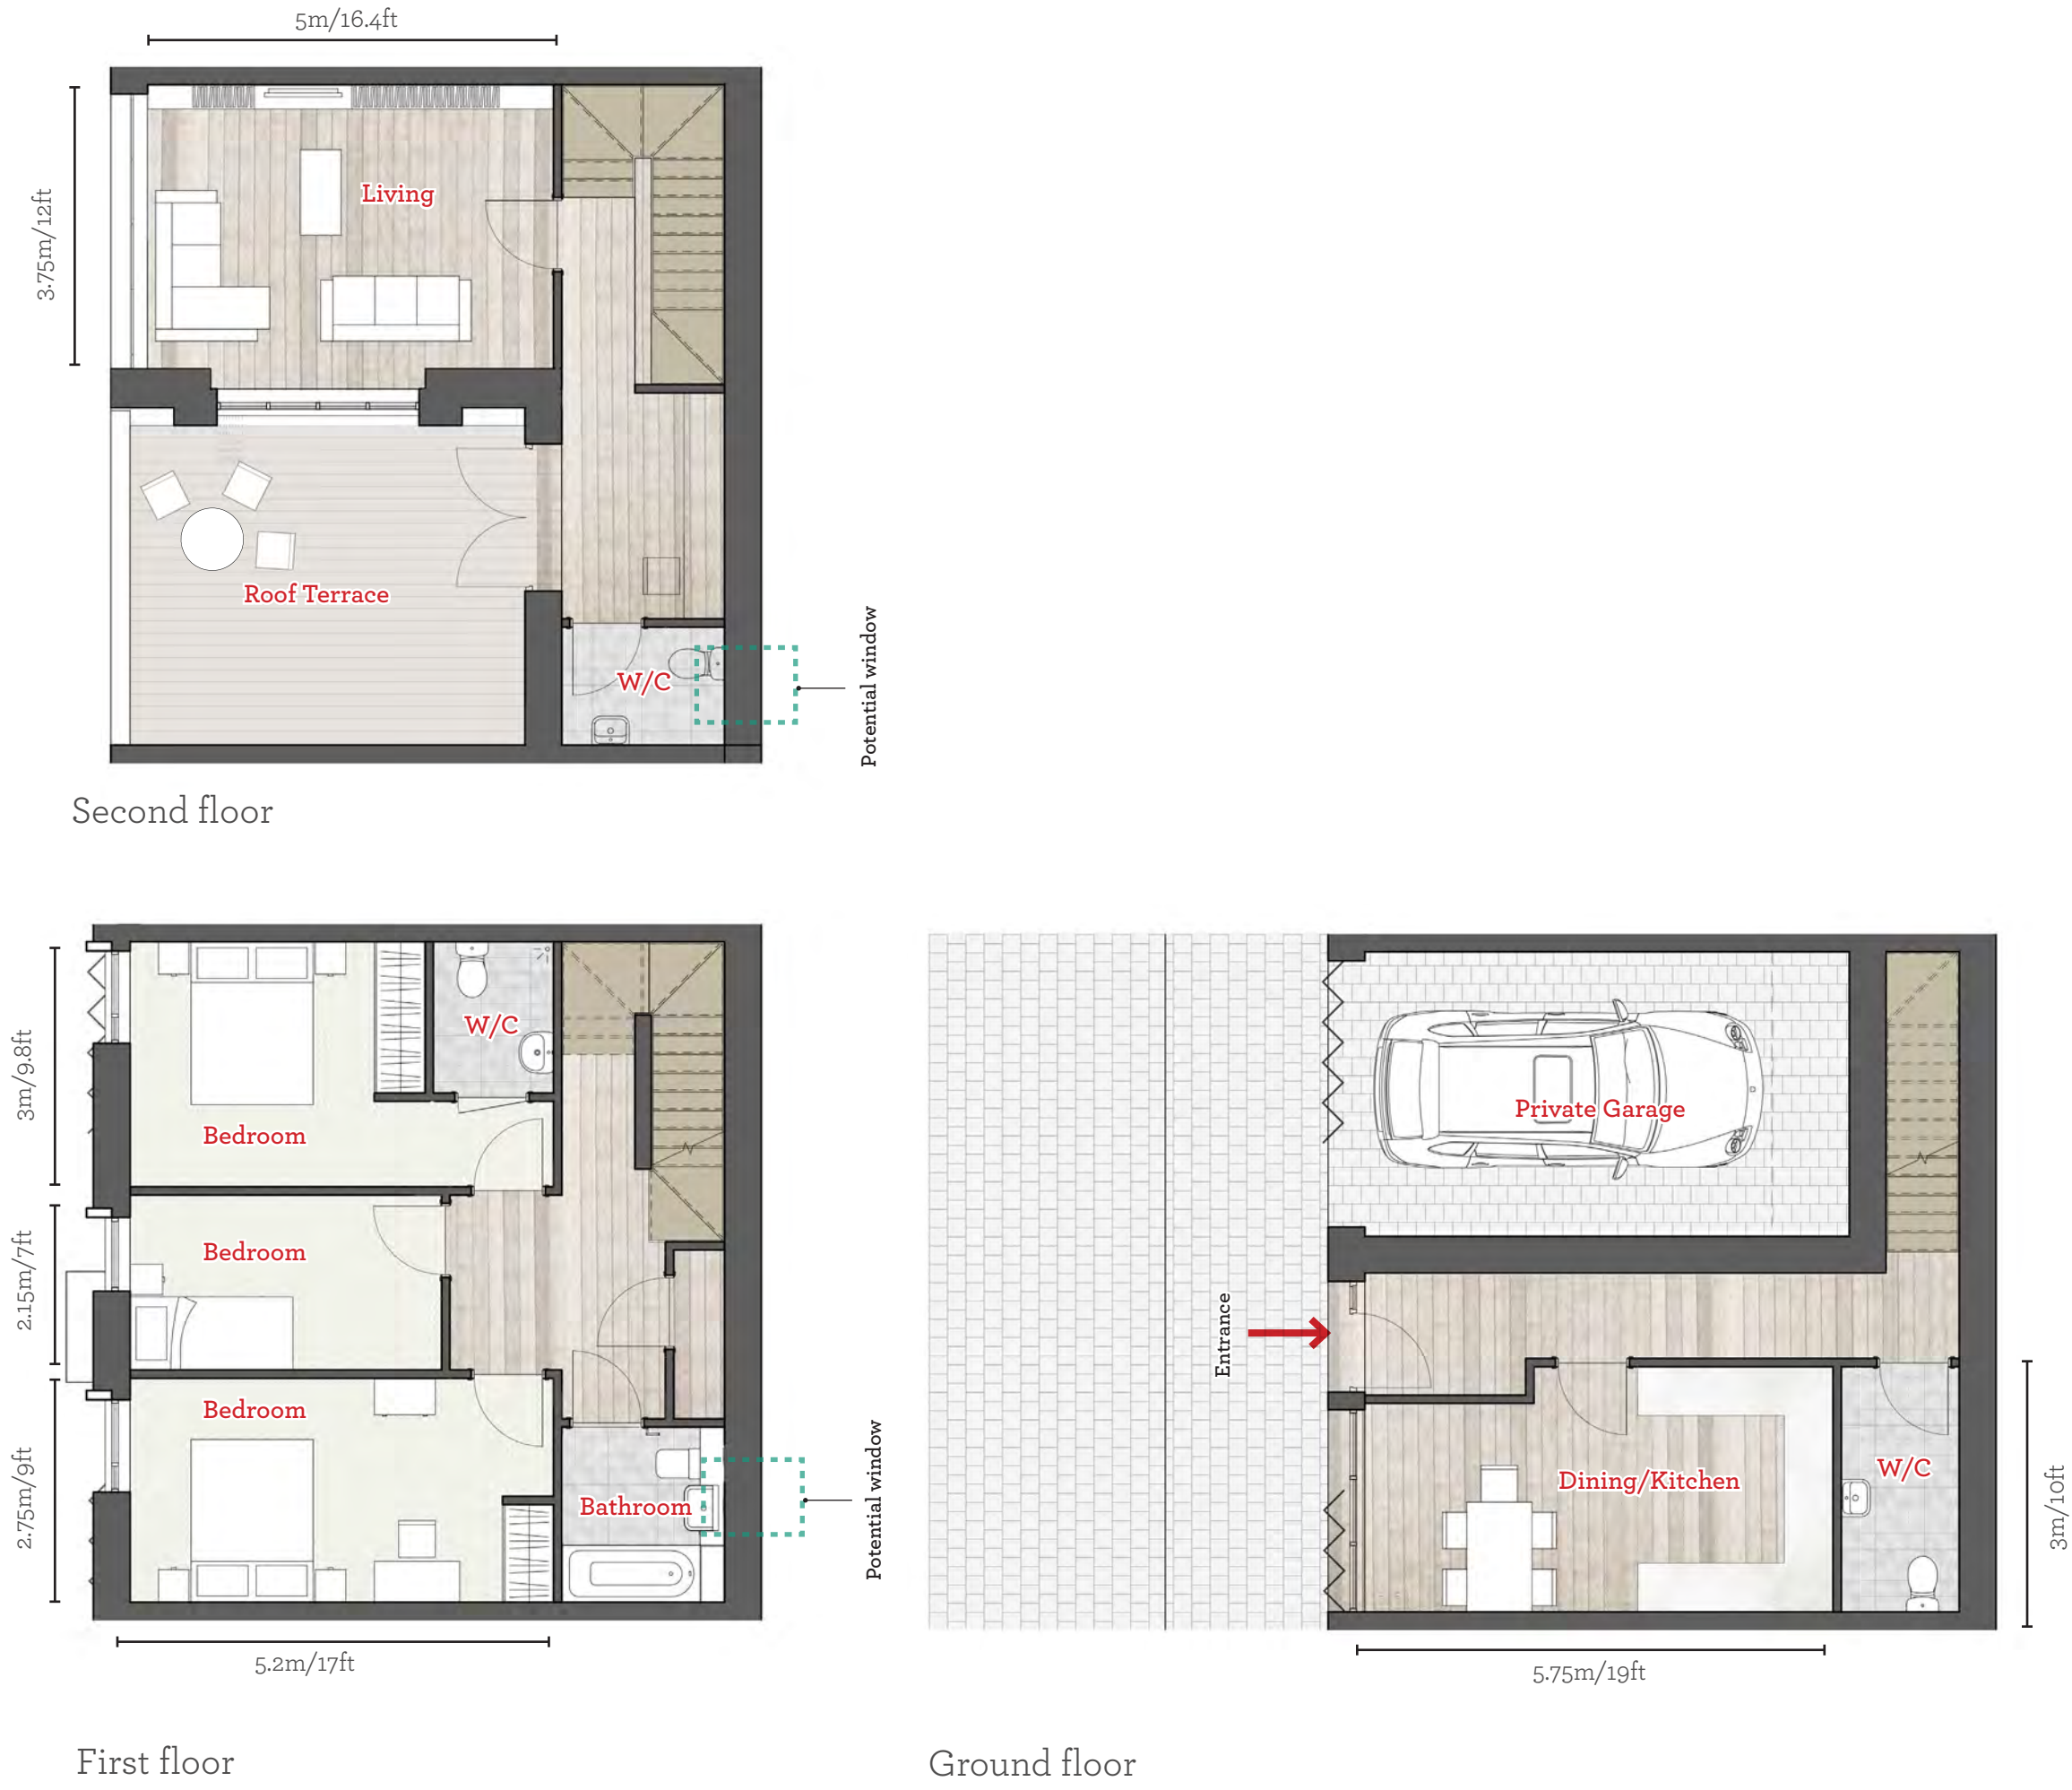 5m/16.4ft
3.75m/12ft
Living
Roof Terrace
W/C
Potential window
Second floor
3m/9.8ft
2.15m/7ft
2.75m/9ft
W/C
Bedroom
Bedroom
Bedroom
Bathroom
Potential window
5.2m/17ft
First floor
Private Garage
Entrance
Dining/Kitchen
W/C
3m/10ft
5.75m/19ft
Ground floor